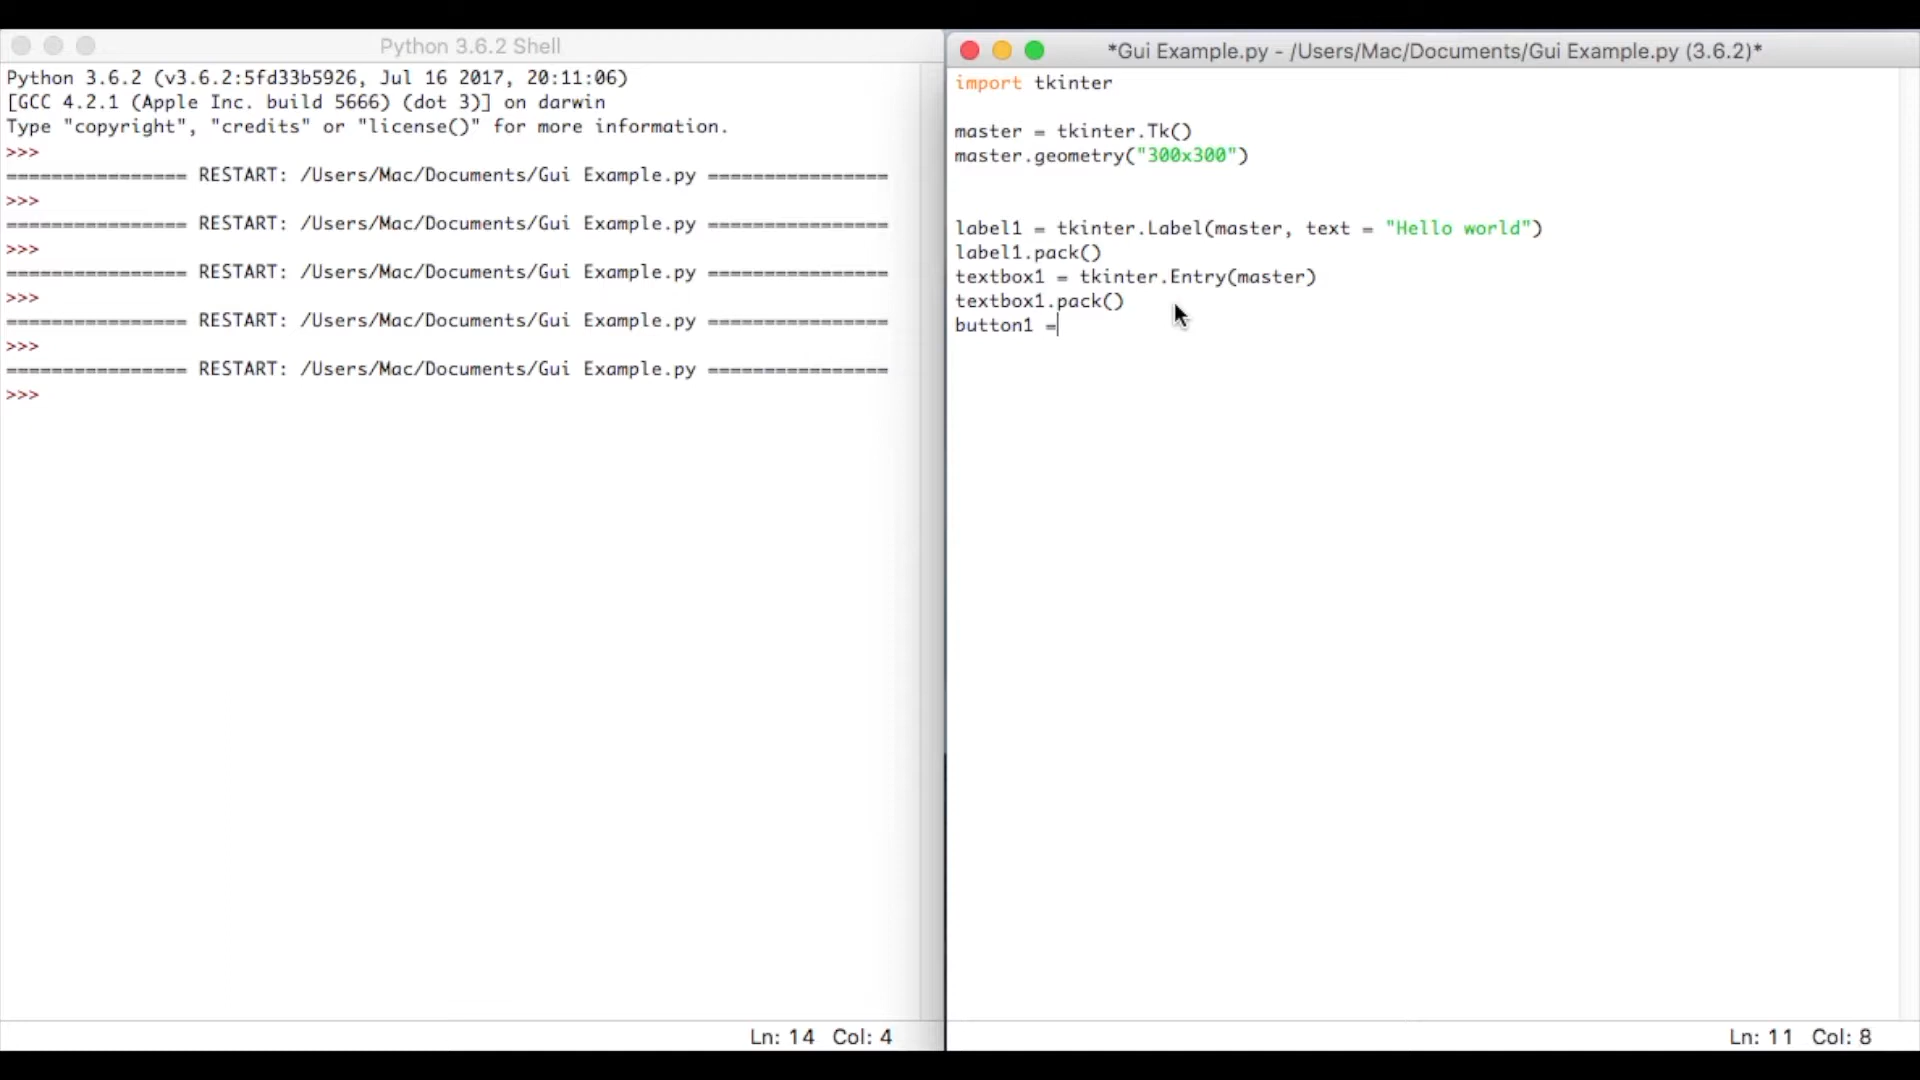 Python 3.6.2 Shell
Python 3.6.2 (v3.6.2:5fd33b5926, Jul 16 2017, 20:11:06)
[GCC 4.2.1 (Apple Inc. build 5666) (dot 3)] on darwin
Type "copyright", "credits" or "license()" for more information.
>>>
================ RESTART: /Users/Mac/Documents/Gui Example.py ================
>>>
================ RESTART: /Users/Mac/Documents/Gui Example.py ================
>>>
================ RESTART: /Users/Mac/Documents/Gui Example.py ================
>>>
================ RESTART: /Users/Mac/Documents/Gui Example.py ================
>>>
================ RESTART: /Users/Mac/Documents/Gui Example.py ================
>>>
Ln: 14 Col: 4
*Gui Example.py - /Users/Mac/Documents/Gui Example.py (3.6.2)*
import tkinter
master = tkinter.Tk()
master.geometry("300x300")
label1 = tkinter.Label(master, text = "Hello world")
label1.pack()
textbox1 = tkinter.Entry(master)
textbox1.pack()
button1 =
Ln: 11 Col: 8